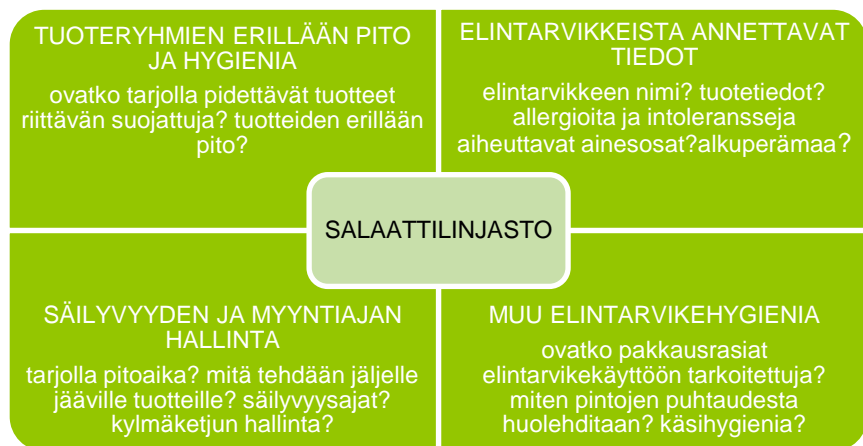 TUOTERYHMIEN ERILLÄÄN PITO
JA HYGIENIA
ovatko tarjolla pidettävät tuotteet
riittävän suojattuja? tuotteiden erillään
pito?
ELINTARVIKKEISTA ANNETTAVAT
TIEDOT
elintarvikkeen nimi? tuotetiedot?
allergioita ja intoleransseja
aiheuttavat ainesosat?alkuperämaa?
SALAATTILINJASTO
SÄILYVYYDEN JA MYYNTIAJAN
HALLINTA
tarjolla pitoaika? mitä tehdään jäljelle
jääville tuotteille? säilyvyysajat?
kylmäketjun hallinta?
MUU ELINTARVIKEHYGIENIA
ovatko pakkausrasiat
elintarvikekäyttöön tarkoitettuja?
miten pintojen puhtaudesta
huolehditaan? käsihygienia?